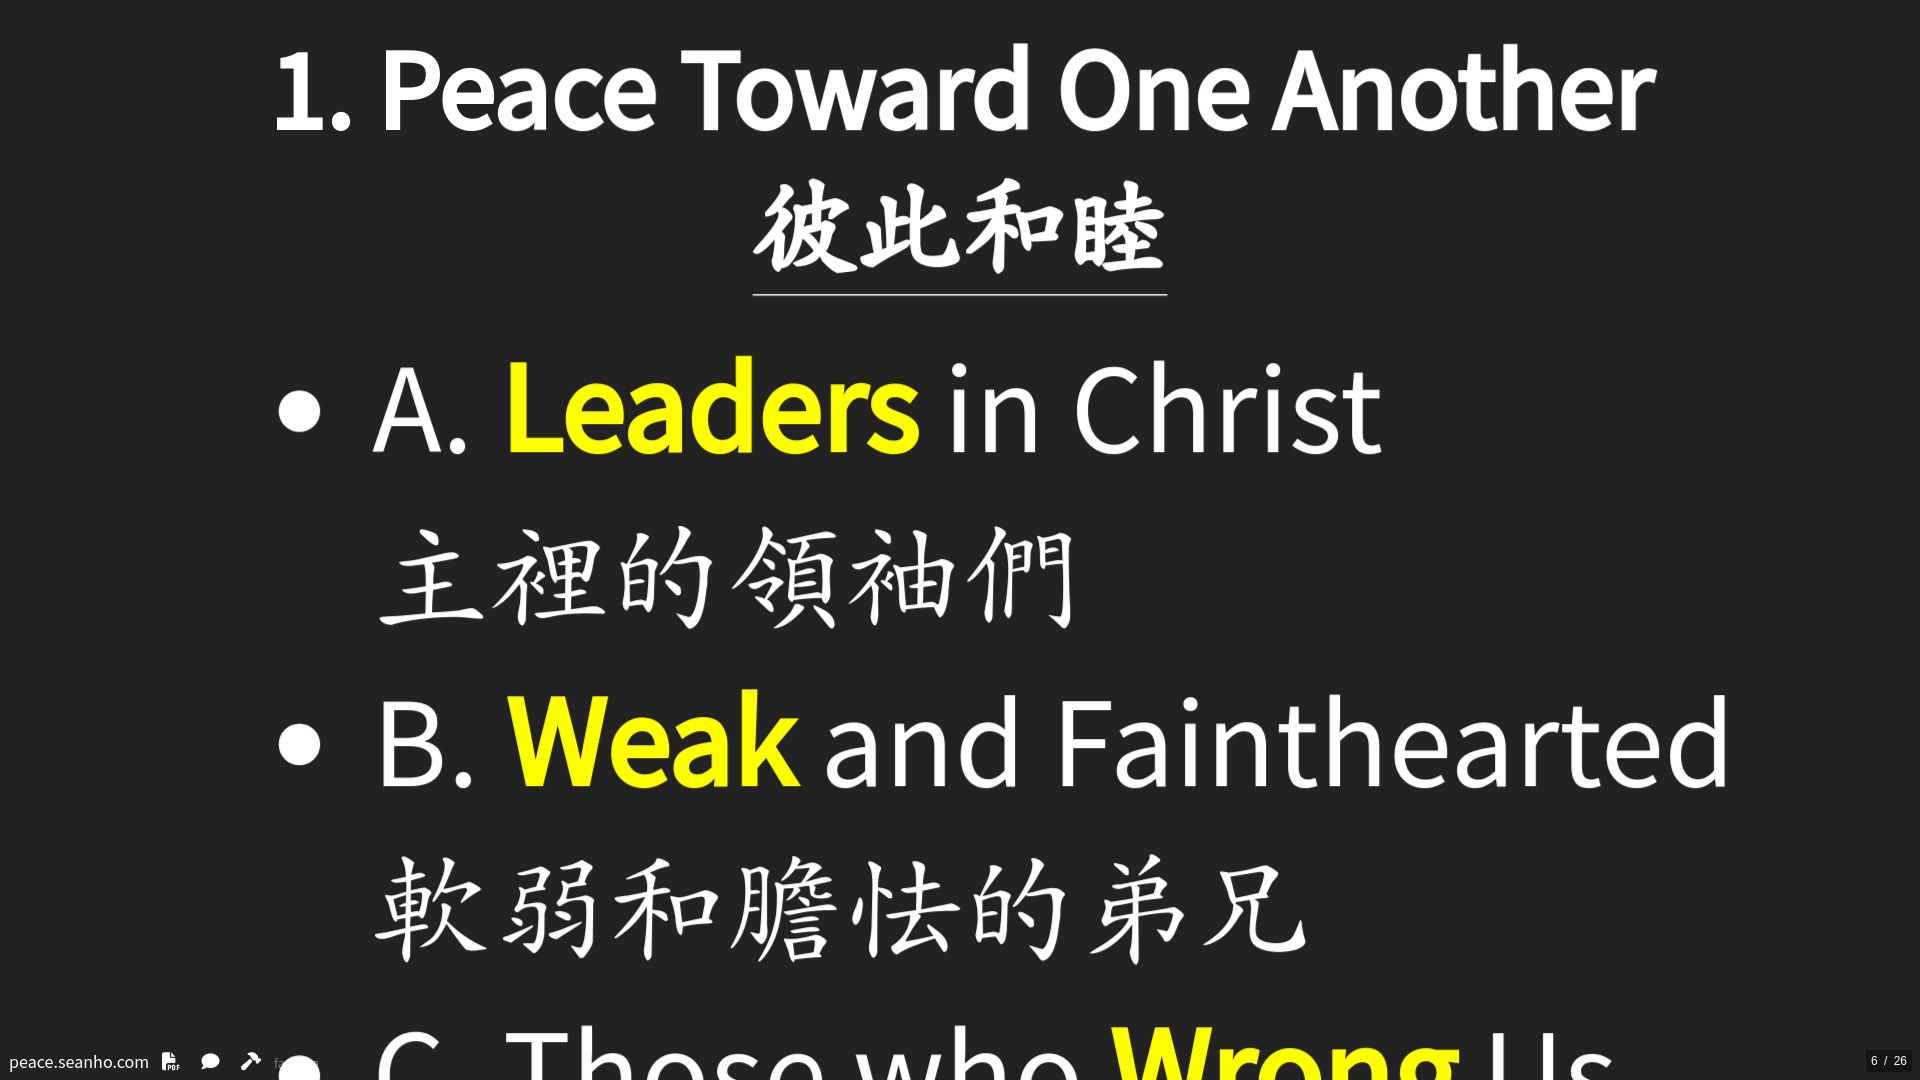 1. Peace Toward One Another
彼此和睦
• A. Leaders in Christ
主裡的領袖們
• B. Weak and Fainthearted
軟弱和膽怯的弟兄
• C. Those who Wrong Us
peace.seanho.com
6 / 26